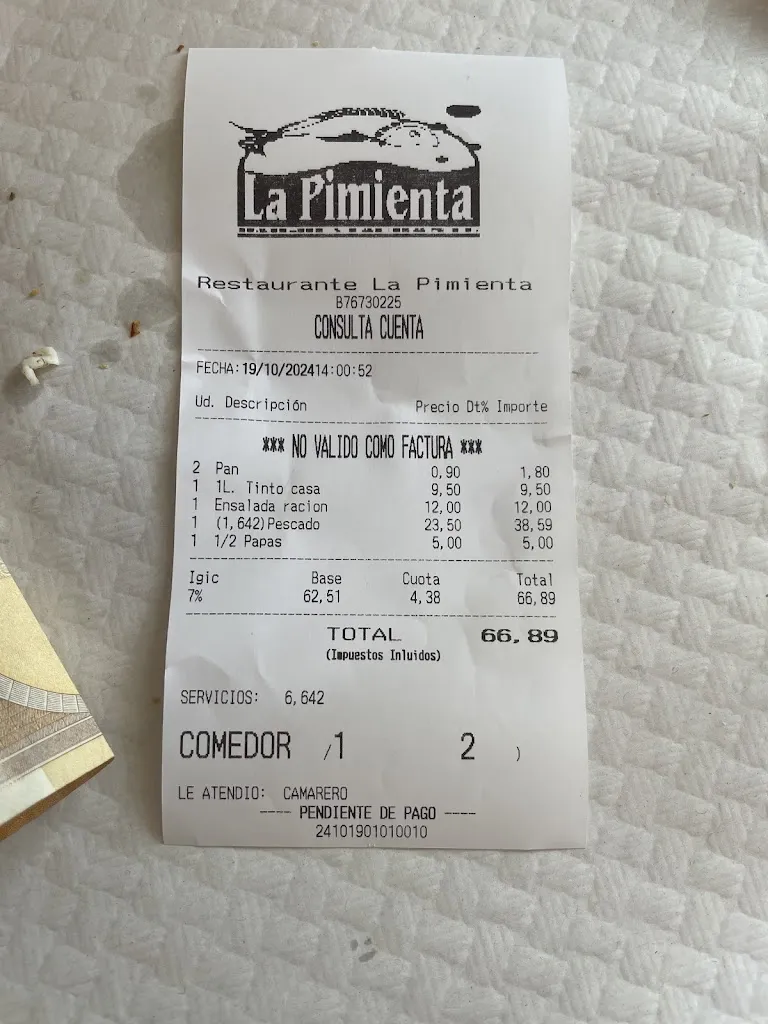 La Pimienta
Restaurante La Pimienta
B76730225
CONSULTA CUENTA
FECHA: 19/10/2024 14:00:52
Ud. Descripción Precio Dt% Importe
*** NO VALIDO COMO FACTURA ***
2 Pan 0,90 1,80
1 1L. Tinto casa 9,50 9,50
1 Ensalada racion 12,00 12,00
1 (1,642)Pescado 23,50 38,59
1 1/2 Papas 5,00 5,00
Igic Base Cuota Total
7% 62,51 4,38 66,89
TOTAL 66,89
(Impuestos Inluidos)
SERVICIOS: 6,642
COMEDOR /1 2 )
LE ATENDIO: CAMARERO
---- PENDIENTE DE PAGO ----
24101901010010